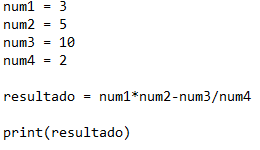 num1 = 3
num2 = 5
num3 = 10
num4 = 2
resultado = num1*num2-num3/num4
print(resultado)